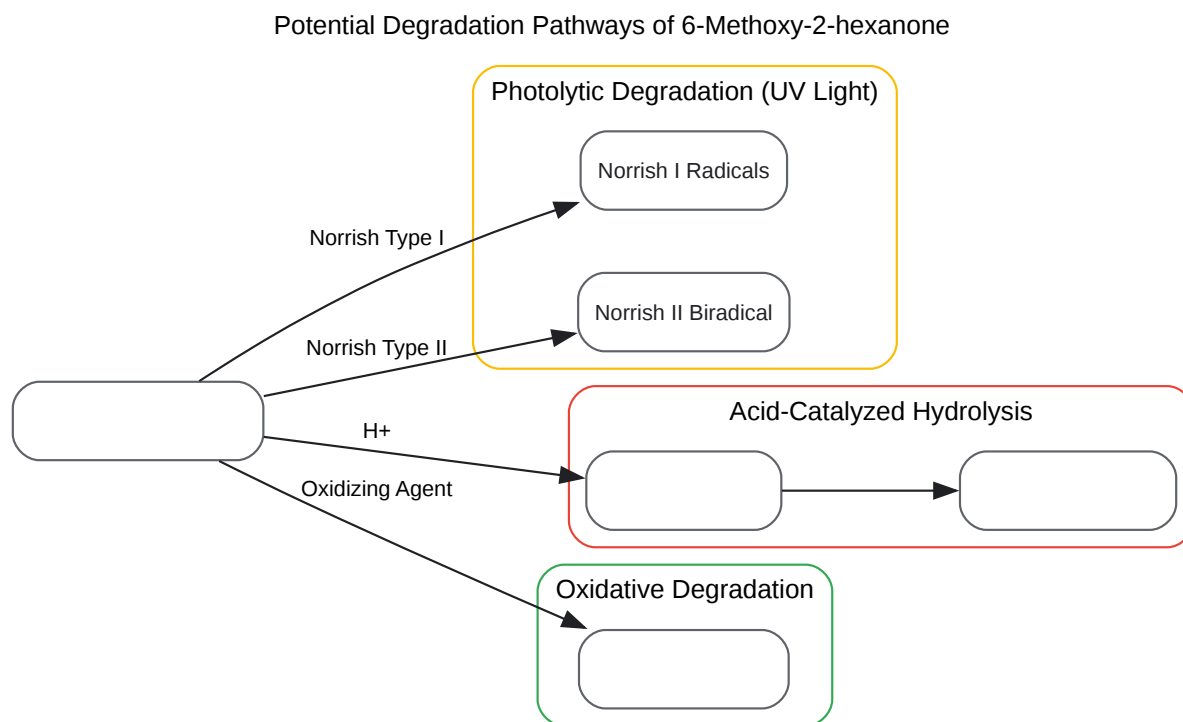 Potential Degradation Pathways of 6-Methoxy-2-hexanone
Photolytic Degradation (UV Light)
Norrish I Radicals
Norrish Type I
Norrish II Biradical
Norrish Type II
Acid-Catalyzed Hydrolysis
H+
Oxidizing Agent
Oxidative Degradation